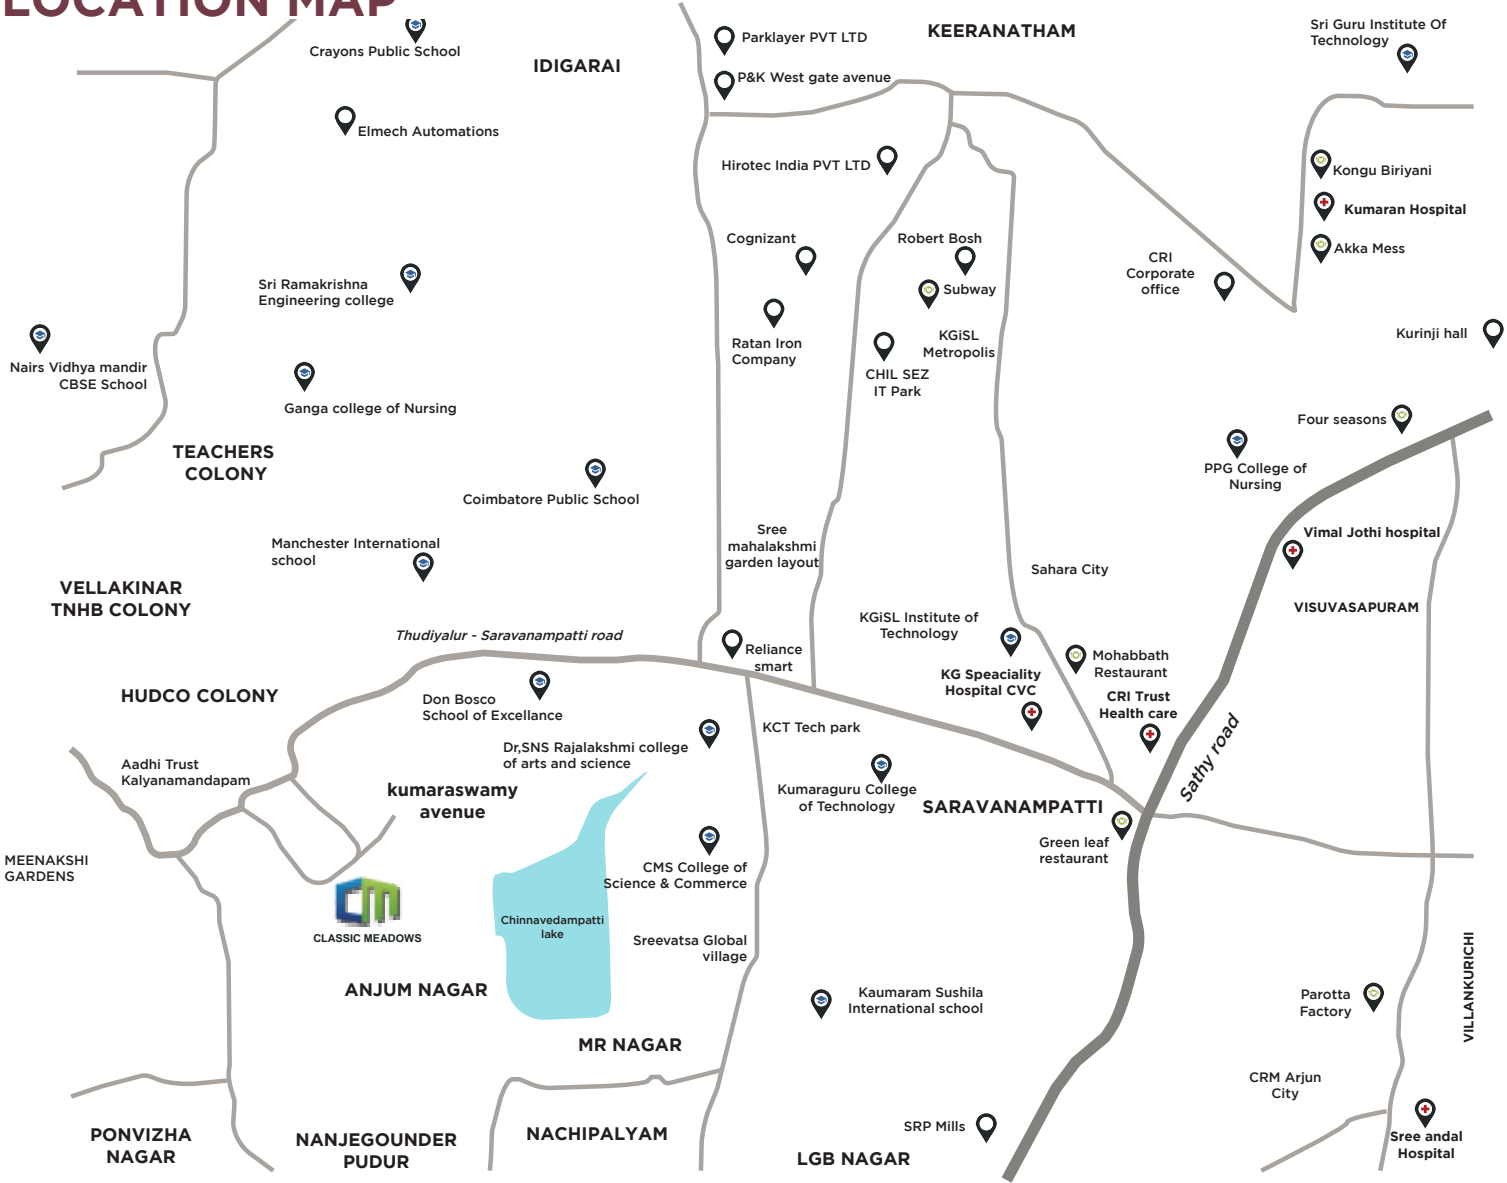 LOCATION MAP
Crayons Public School
IDIGARAI
Parklayer PVT LTD
P&K West gate avenue
KEERANATHAM
Sri Guru Institute Of
Technology
Elmech Automations
Hirotec India PVT LTD
Kongu Biriyani
Kumaran Hospital
Akka Mess
Cognizant
Robert Bosh
Subway
CRI
Corporate
office
Sri Ramakrishna
Engineering college
Ratan Iron
Company
KGiSL
Metropolis
CHIL SEZ
IT Park
Kurinji hall
Nairs Vidhya mandir
CBSE School
Ganga college of Nursing
Four seasons
TEACHERS
COLONY
PPG College of
Nursing
Coimbatore Public School
Manchester International
school
Sree
mahalakshmi
garden layout
Vimal Jothi hospital
Sahara City
VELLAKINAR
TNHB COLONY
VISUVASAPURAM
Thudiyalur - Saravanampatti road
KGiSL Institute of
Technology
Reliance
smart
Mohabbath
Restaurant
KG Speaciality
Hospital CVC
CRI Trust
Health care
HUDCO COLONY
Don Bosco
School of Excellance
KCT Tech park
Dr,SNS Rajalakshmi college
of arts and science
Sathy road
Aadhi Trust
Kalyanamandapam
kumaraswamy
avenue
Kumaraguru College
of Technology
SARAVANAMPATTI
Green leaf
restaurant
MEENAKSHI
GARDENS
CMS College of
Science & Commerce
CM
CLASSIC MEADOWS
Chinnavedampatti
lake
Sreevatsa Global
village
VILLANKURICHI
ANJUM NAGAR
Kaumaram Sushila
International school
Parotta
Factory
MR NAGAR
CRM Arjun
City
PONVIZHA
NAGAR
NANJEGOUNDER
PUDUR
NACHIPALYAM
LGB NAGAR
SRP Mills
Sree andal
Hospital